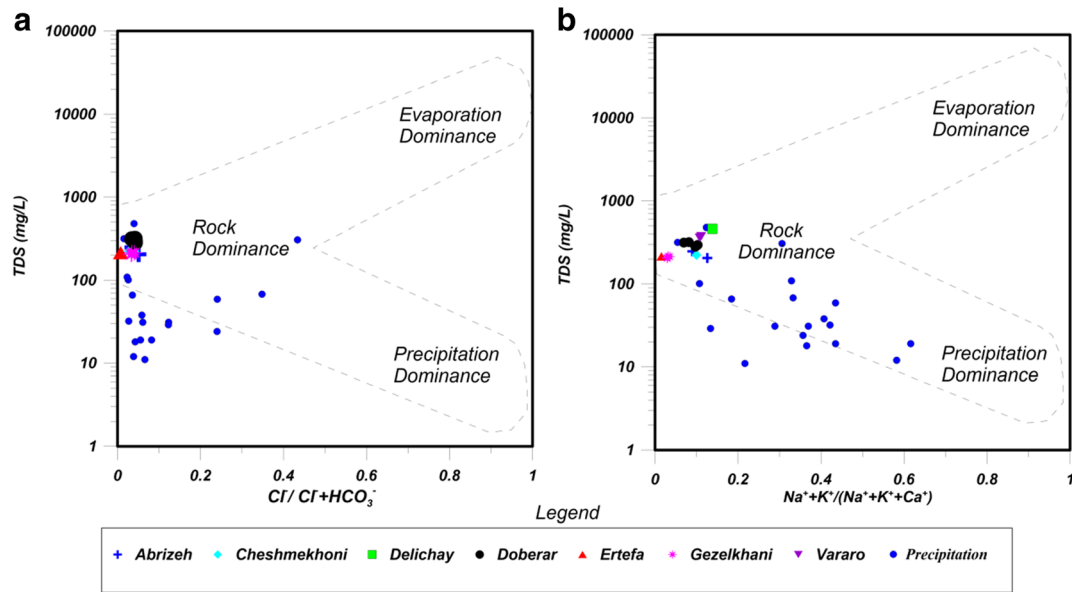 a
100000
10000
1000
100
10
1
TDS (mg/L)
Evaporation
Dominance
Rock
Dominance
Precipitation
Dominance
0
0.2
0.4
0.6
0.8
1
Cl⁻/ Cl⁻+HCO₃⁻
b
100000
10000
1000
100
10
1
TDS (mg/L)
Evaporation
Dominance
Rock
Dominance
Precipitation
Dominance
0
0.2
0.4
0.6
0.8
1
Na⁺+K⁺/(Na⁺+K⁺+Ca⁺)
Legend
Abrizeh Cheshmekhoni Delichay Doberar Ertefa Gezelkhani Vararo Precipitation